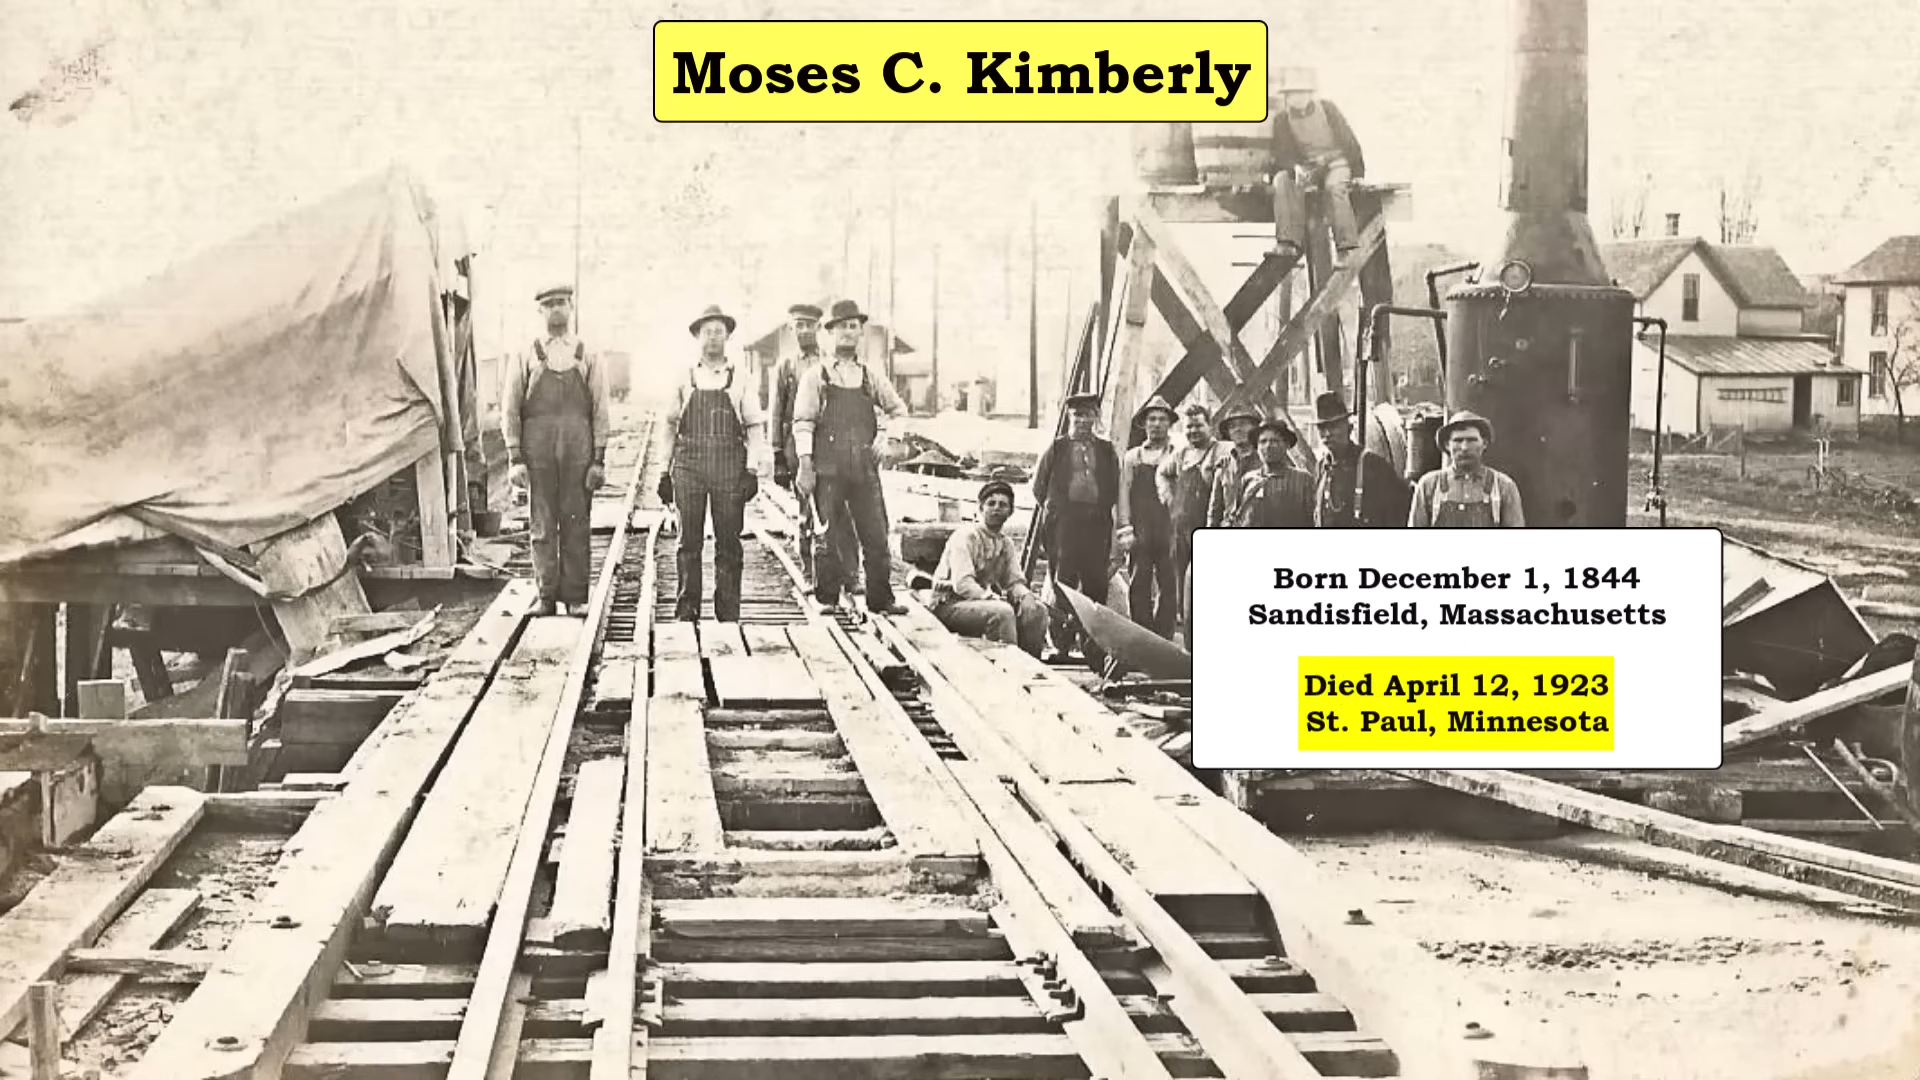 Moses C. Kimberly
Born December 1, 1844
Sandisfield, Massachusetts
Died April 12, 1923
St. Paul, Minnesota